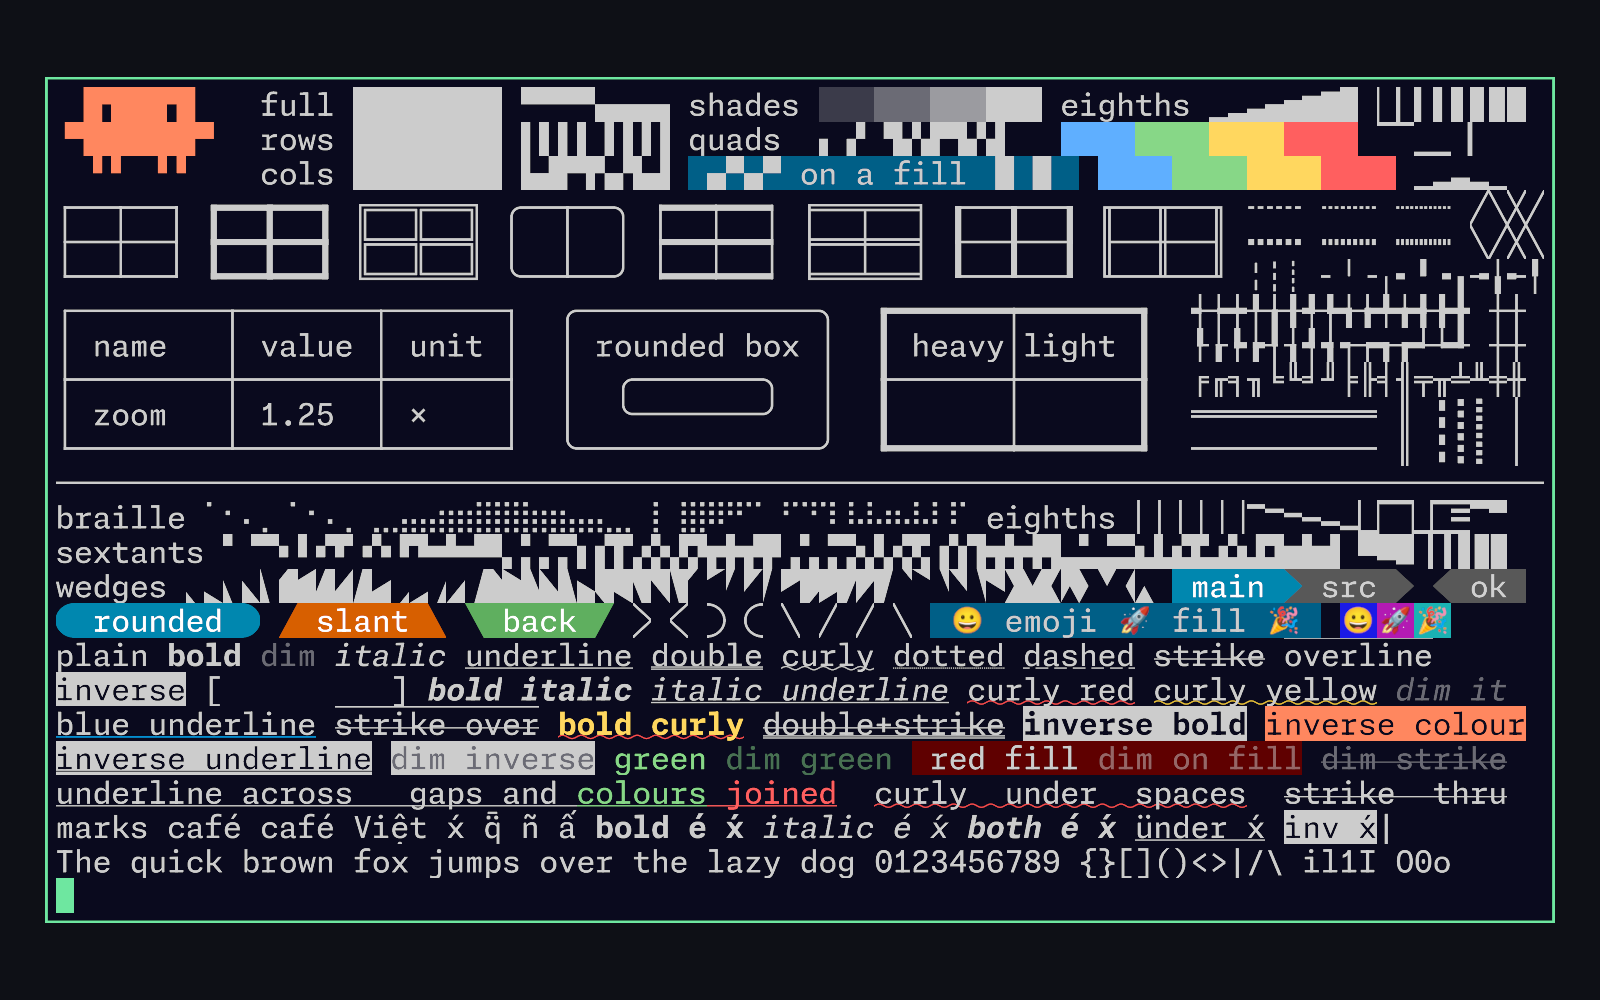 full shades eighths
rows quads
cols on a fill
name value unit rounded box heavy│light
zoom 1.25 ×
braille eighths
sextants
wedges main src ok
rounded slant back 😀 emoji 🚀 fill 🎉 😀🚀🎉
plain bold dim italic underline double curly dotted dashed strike overline
inverse [ ] bold italic italic underline curly red curly yellow dim it
blue underline strike over bold curly double+strike inverse bold inverse colour
inverse underline dim inverse green dim green red fill dim on fill dim strike
underline across gaps and colours joined curly under spaces strike thru
marks café café Việt x́ q̈̄ ñ ấ bold é x́ italic é x́ both é x́ ünder x́ inv x́|
The quick brown fox jumps over the lazy dog 0123456789 {}[]()<>|/\ il1I O0o